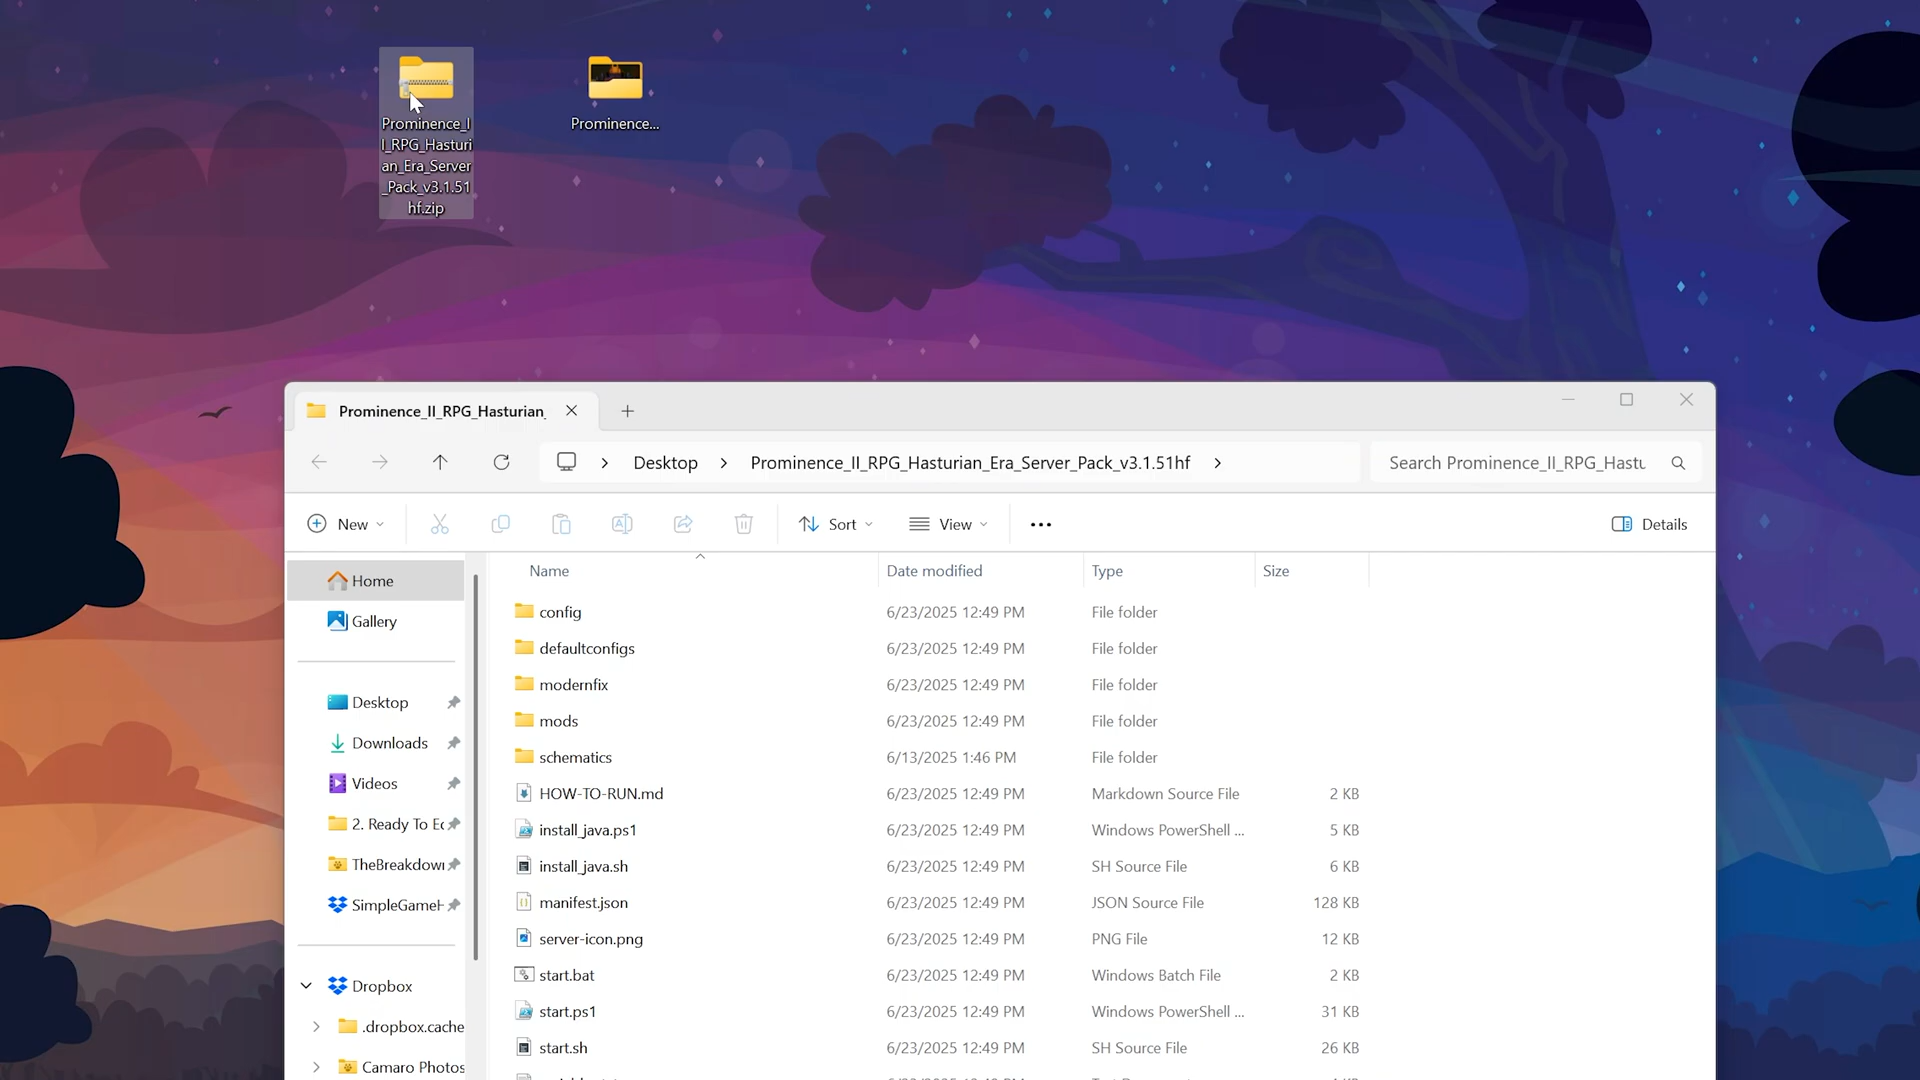 Prominence_I
I_RPG_Hasturi
an_Era_Server
_Pack_v3.1.51
hf.zip
Prominence...
Prominence_II_RPG_Hasturian_
Desktop
Prominence_II_RPG_Hasturian_Era_Server_Pack_v3.1.51hf
Search Prominence_II_RPG_Hastu
New
Sort
View
Details
Home
Gallery
Desktop
Downloads
Videos
2. Ready To Ec
TheBreakdown
SimpleGameH
Dropbox
.dropbox.cache
Camaro Photos
Name Date modified Type Size
config 6/23/2025 12:49 PM File folder
defaultconfigs 6/23/2025 12:49 PM File folder
modernfix 6/23/2025 12:49 PM File folder
mods 6/23/2025 12:49 PM File folder
schematics 6/13/2025 1:46 PM File folder
HOW-TO-RUN.md 6/23/2025 12:49 PM Markdown Source File 2 KB
install_java.ps1 6/23/2025 12:49 PM Windows PowerShell ... 5 KB
install_java.sh 6/23/2025 12:49 PM SH Source File 6 KB
manifest.json 6/23/2025 12:49 PM JSON Source File 128 KB
server-icon.png 6/23/2025 12:49 PM PNG File 12 KB
start.bat 6/23/2025 12:49 PM Windows Batch File 2 KB
start.ps1 6/23/2025 12:49 PM Windows PowerShell ... 31 KB
start.sh 6/23/2025 12:49 PM SH Source File 26 KB